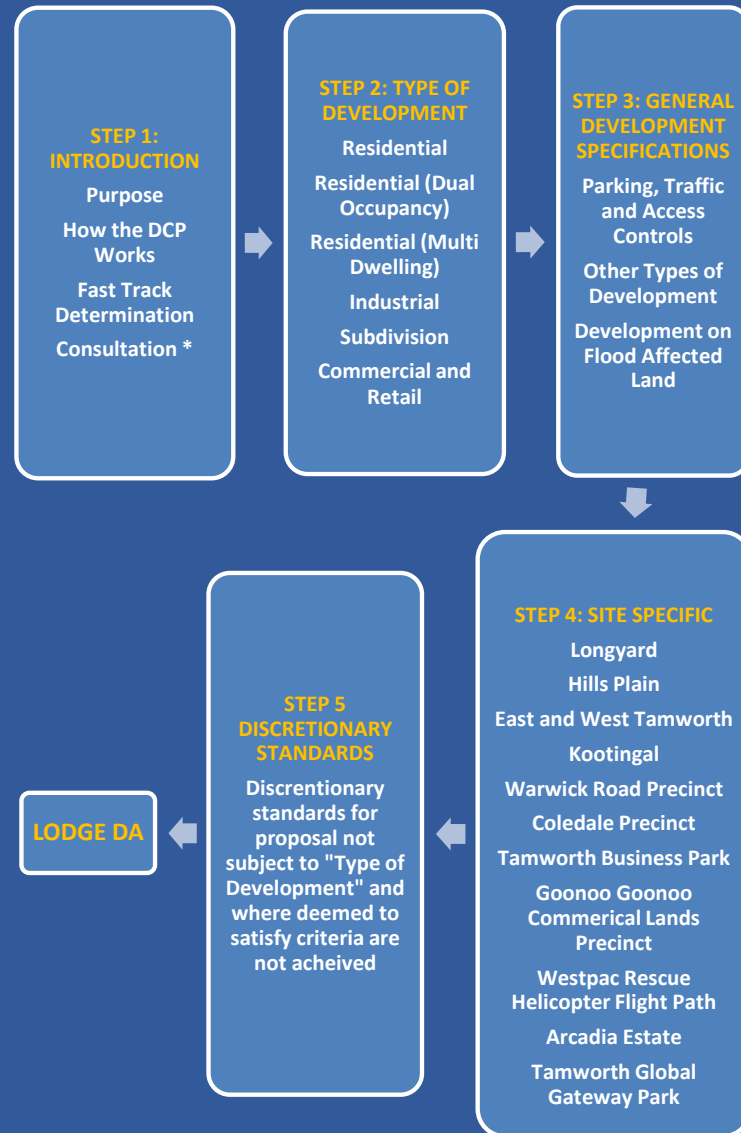 STEP 1:
INTRODUCTION
Purpose
How the DCP
Works
Fast Track
Determination
Consultation *
STEP 2: TYPE OF
DEVELOPMENT
Residential
Residential (Dual
Occupancy)
Residential (Multi
Dwelling)
Industrial
Subdivision
Commercial and
Retail
STEP 3: GENERAL
DEVELOPMENT
SPECIFICATIONS
Parking, Traffic
and Access
Controls
Other Types of
Development
Development on
Flood Affected
Land
STEP 4: SITE SPECIFIC
Longyard
Hills Plain
East and West Tamworth
Kootingal
Warwick Road Precinct
Coledale Precinct
Tamworth Business Park
Goonoo Goonoo
Commerical Lands
Precinct
Westpac Rescue
Helicopter Flight Path
Arcadia Estate
Tamworth Global
Gateway Park
STEP 5
DISCRETIONARY
STANDARDS
Discrentionary
standards for
proposal not
subject to "Type of
Development" and
where deemed to
satisfy criteria are
not acheived
LODGE DA